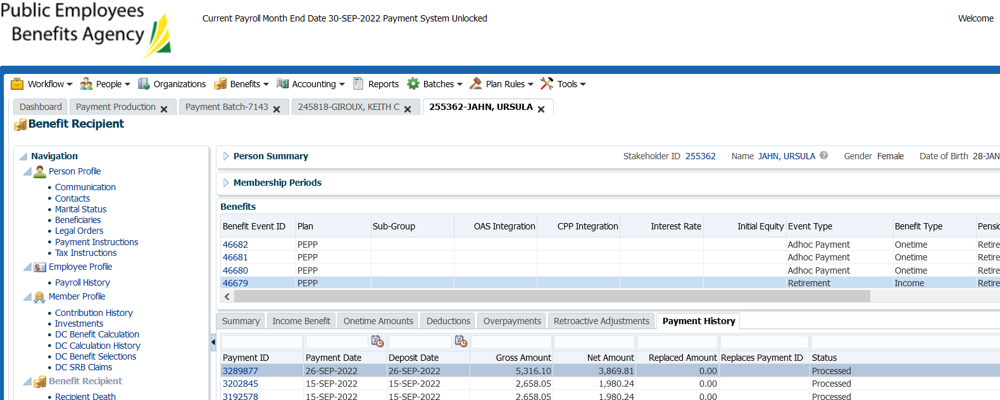 Public Employees
Benefits Agency
Current Payroll Month End Date 30-SEP-2022 Payment System Unlocked
Welcome
Workflow People Organizations Benefits Accounting Reports Batches Plan Rules Tools
Dashboard Payment Production Payment Batch-7143 245818-GIROUX, KEITH C 255362-JAHN, URSULA
Benefit Recipient
Navigation
Person Profile
Communication
Contacts
Marital Status
Beneficiaries
Legal Orders
Payment Instructions
Tax Instructions
Employee Profile
Payroll History
Member Profile
Contribution History
Investments
DC Benefit Calculation
DC Calculation History
DC Benefit Selections
DC SRB Claims
Benefit Recipient
Recipient Death
Person Summary Stakeholder ID 255362 Name JAHN, URSULA Gender Female Date of Birth 28-JAN
Membership Periods
Benefits
Benefit Event ID Plan Sub-Group OAS Integration CPP Integration Interest Rate Initial Equity Event Type Benefit Type Pensio
46682 PEPP Adhoc Payment Onetime Retire
46681 PEPP Adhoc Payment Onetime Retire
46680 PEPP Adhoc Payment Onetime Retire
46679 PEPP Retirement Income Retire
Summary Income Benefit Onetime Amounts Deductions Overpayments Retroactive Adjustments Payment History
Payment ID Payment Date Deposit Date Gross Amount Net Amount Replaced Amount Replaces Payment ID Status
3289877 26-SEP-2022 26-SEP-2022 5,316.10 3,869.81 0.00 Processed
3202845 15-SEP-2022 15-SEP-2022 2,658.05 1,980.24 0.00 Processed
3192578 15-SEP-2022 15-SEP-2022 2,658.05 1,980.24 0.00 Processed